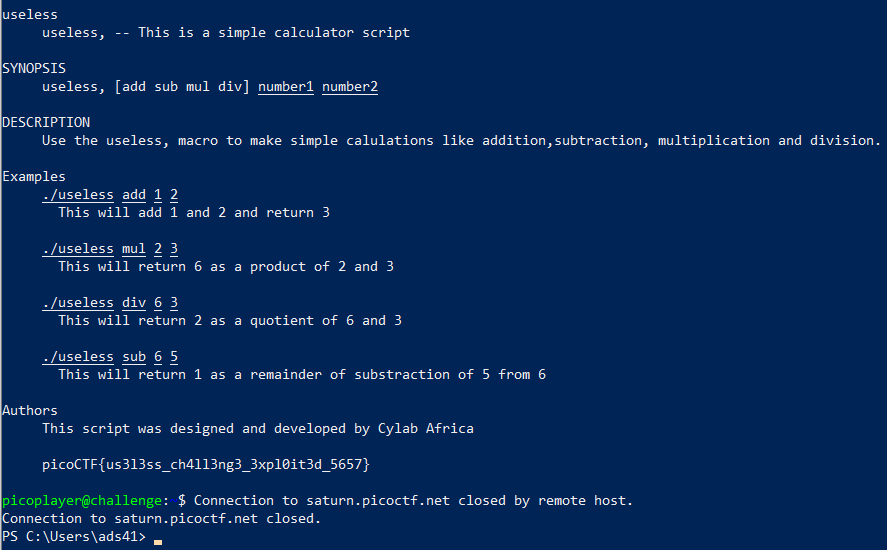 useless
useless, -- This is a simple calculator script
SYNOPSIS
useless, [add sub mul div] number1 number2
DESCRIPTION
Use the useless, macro to make simple calulations like addition,subtraction, multiplication and division.
Examples
./useless add 1 2
This will add 1 and 2 and return 3
./useless mul 2 3
This will return 6 as a product of 2 and 3
./useless div 6 3
This will return 2 as a quotient of 6 and 3
./useless sub 6 5
This will return 1 as a remainder of substraction of 5 from 6
Authors
This script was designed and developed by Cylab Africa
picoCTF{us3l3ss_ch4ll3ng3_3xpl0it3d_5657}
picoplayer@challenge: $ Connection to saturn.picoctf.net closed by remote host.
Connection to saturn.picoctf.net closed.
PS C:\Users\ads41>